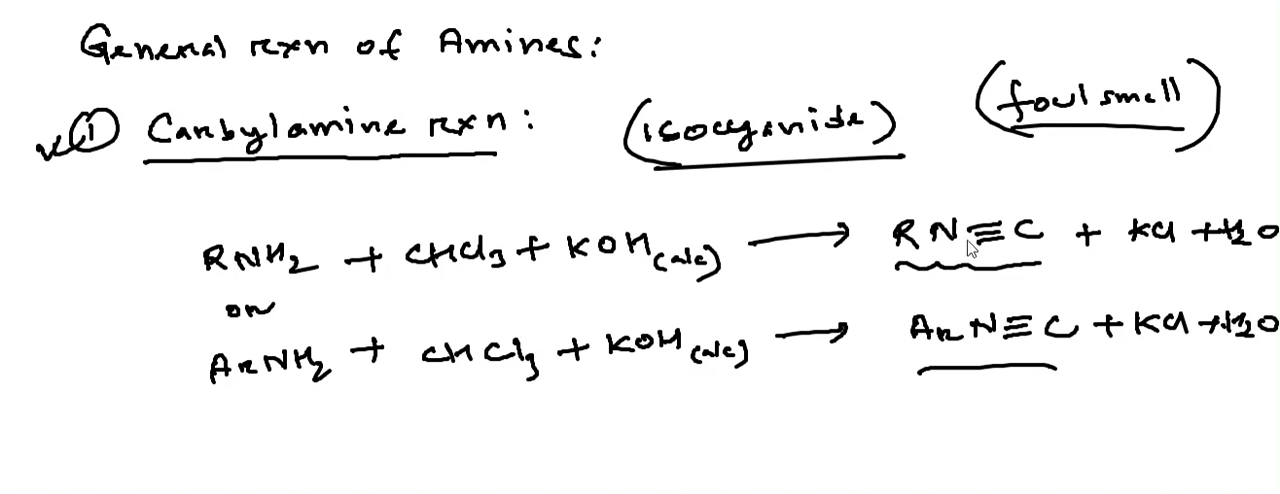 General rxn of Amines:
① Carbylamine rxn: (isocyanide) (foul smell)
RNH₂ + CHCl₃ + KOH(alc) ⟶ RN≡C + KCl + H₂O
or
ArNH₂ + CHCl₃ + KOH(alc) ⟶ ArN≡C + KCl + H₂O